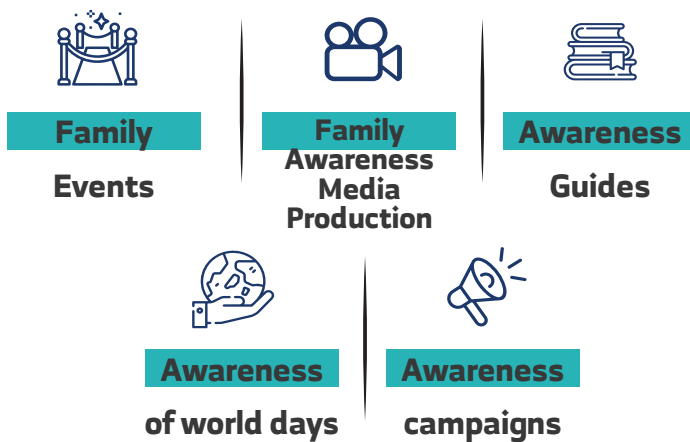 Family
Events
Family
Awareness
Media
Production
Awareness
Guides
Awareness
of world days
Awareness
campaigns